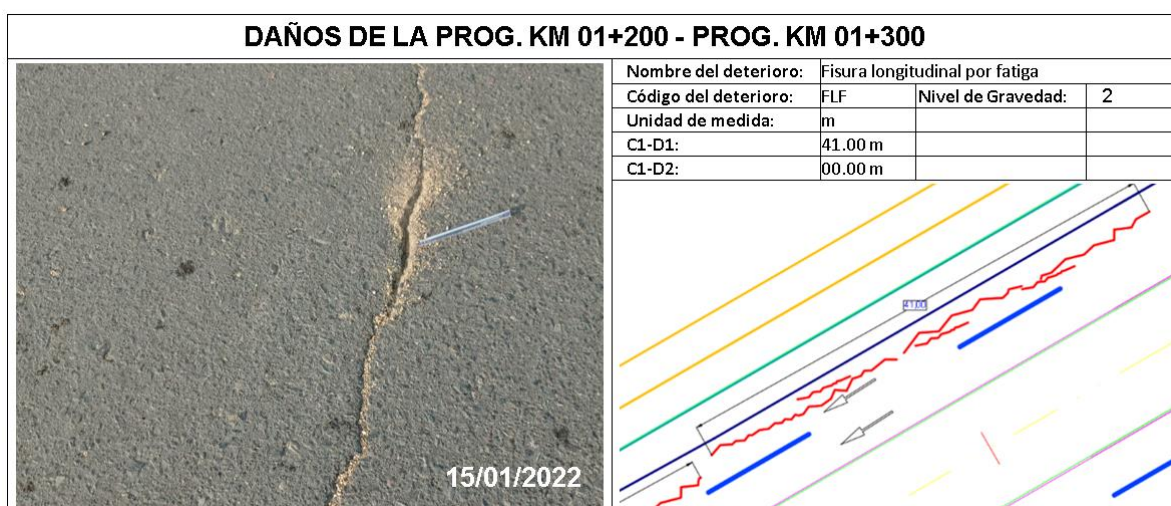 DAÑOS DE LA PROG. KM 01+200 - PROG. KM 01+300
Nombre del deterioro: Fisura longitudinal por fatiga
Código del deterioro: FLF Nivel de Gravedad: 2
Unidad de medida: m
C1-D1: 41.00 m
C1-D2: 00.00 m
41.00
15/01/2022